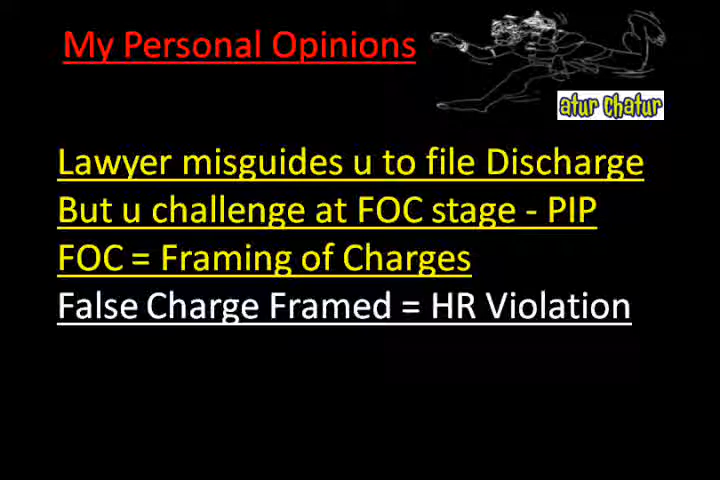 My Personal Opinions
atur chatur
Lawyer misguides u to file Discharge
But u challenge at FOC stage - PIP
FOC = Framing of Charges
False Charge Framed = HR Violation